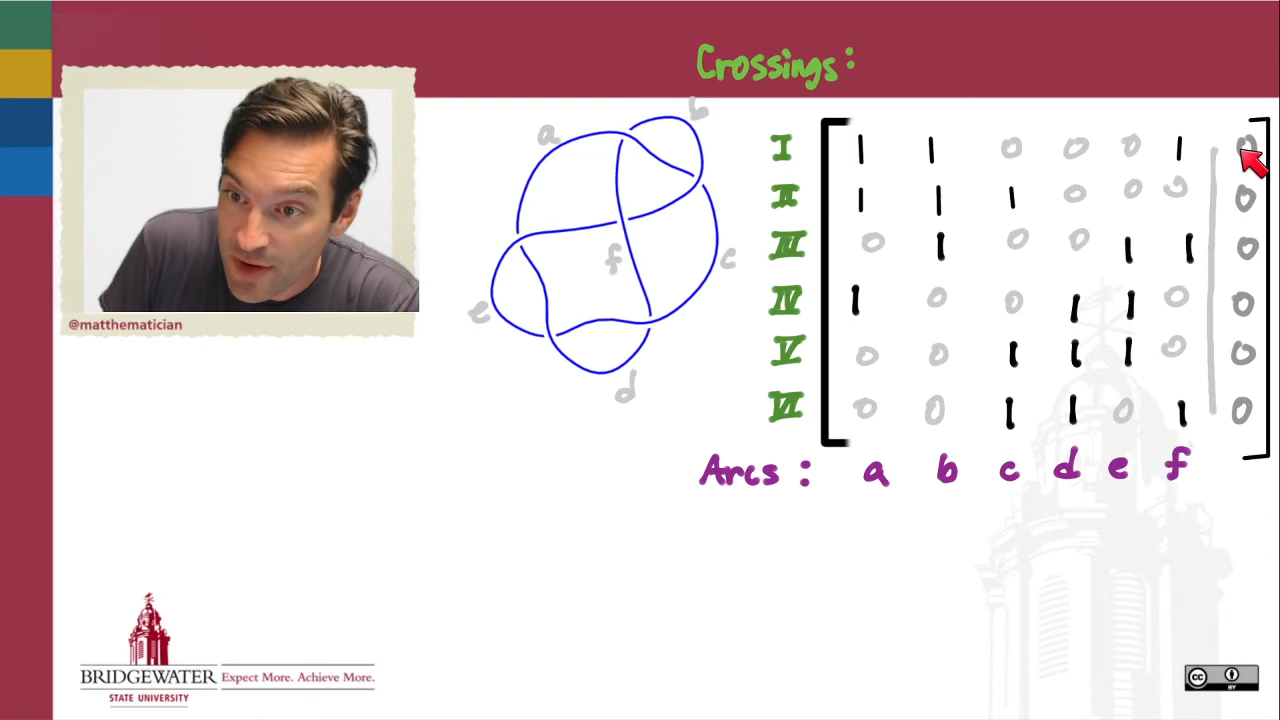 Crossings:
a
b
c
d
e
f
I 1 1 0 0 0 1 0
II 1 1 1 0 0 0 0
III 0 1 0 0 1 1 0
IV 1 0 0 1 1 0 0
V 0 0 1 1 1 0 0
VI 0 0 1 1 0 1 0
Arcs: a b c d e f
@matthematician
BRIDGEWATER
STATE UNIVERSITY
Expect More. Achieve More.
cc
BY